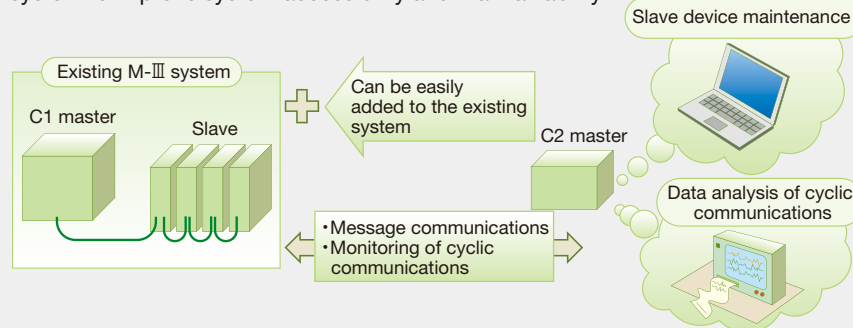 Slave device maintenance
Existing M-Ⅲ system
C1 master
Slave
Can be easily
added to the existing
system
C2 master
Data analysis of cyclic
communications
・Message communications
・Monitoring of cyclic
communications